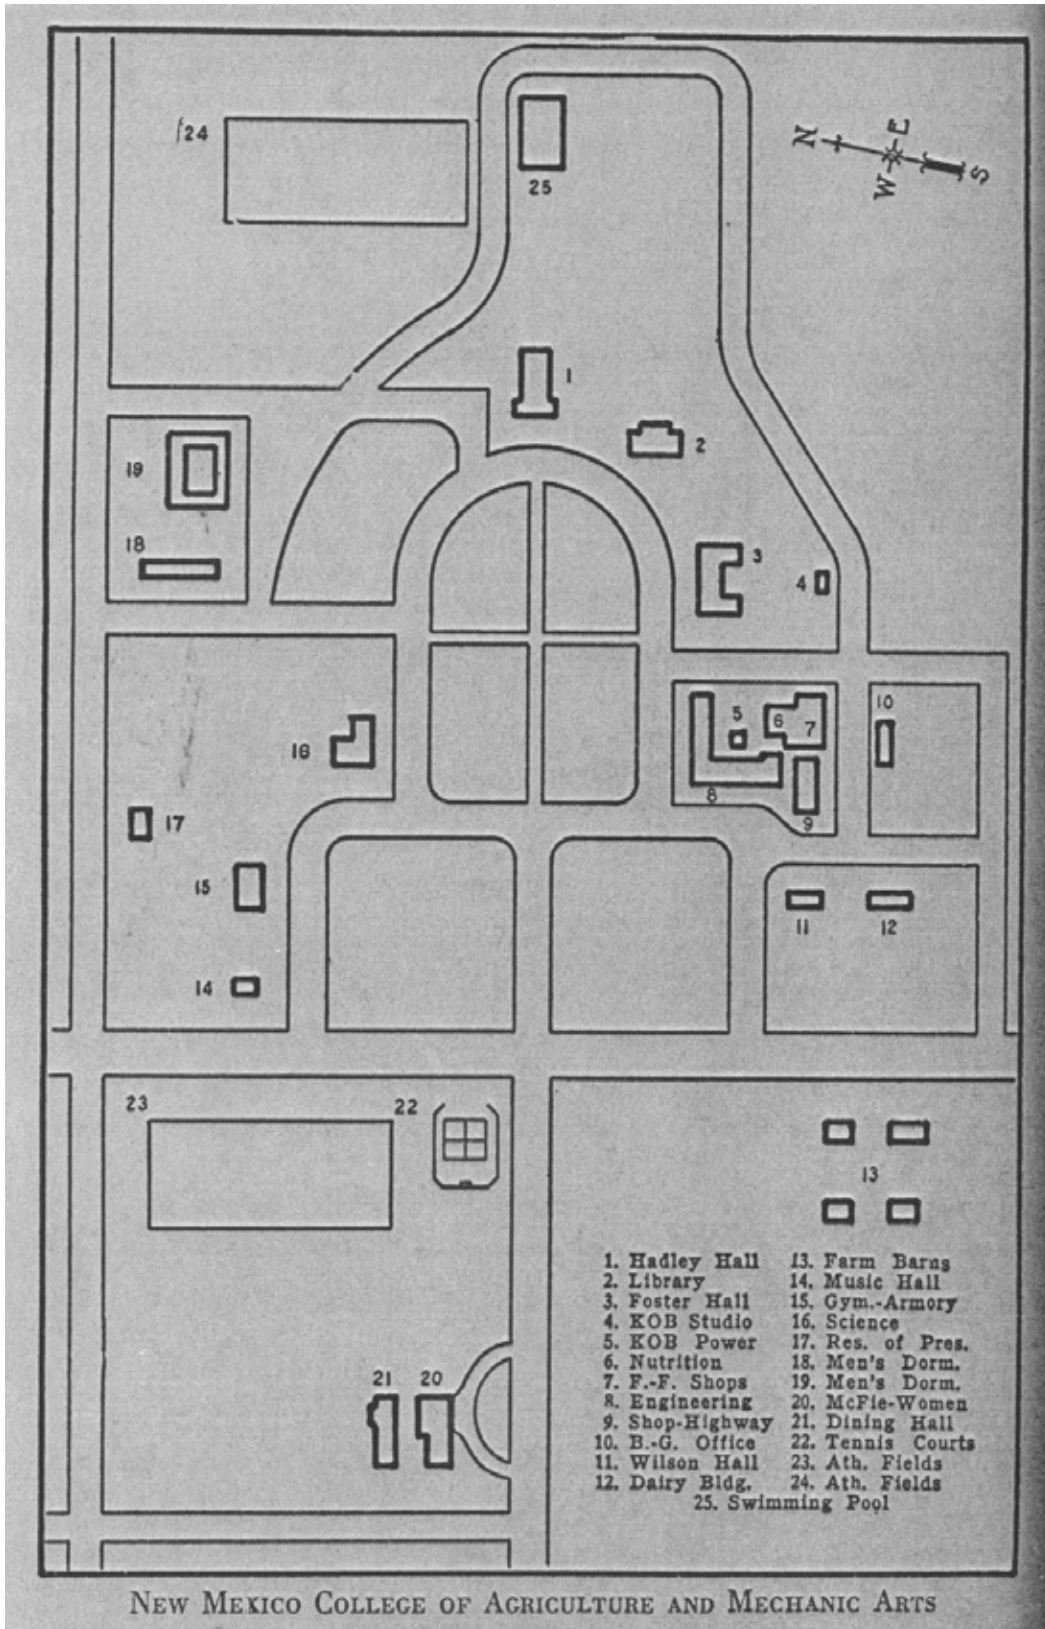 24
25
N E
W S
1
2
19
18
3
4
16
5
6
7
10
8
9
17
15
11
12
14
23
22
13
1. Hadley Hall 13. Farm Barns
2. Library 14. Music Hall
3. Foster Hall 15. Gym.-Armory
4. KOB Studio 16. Science
5. KOB Power 17. Res. of Pres.
6. Nutrition 18. Men's Dorm.
7. F.-F. Shops 19. Men's Dorm.
8. Engineering 20. McFie-Women
9. Shop-Highway 21. Dining Hall
10. B.-G. Office 22. Tennis Courts
11. Wilson Hall 23. Ath. Fields
12. Dairy Bldg. 24. Ath. Fields
25. Swimming Pool
21 20
NEW MEXICO COLLEGE OF AGRICULTURE AND MECHANIC ARTS